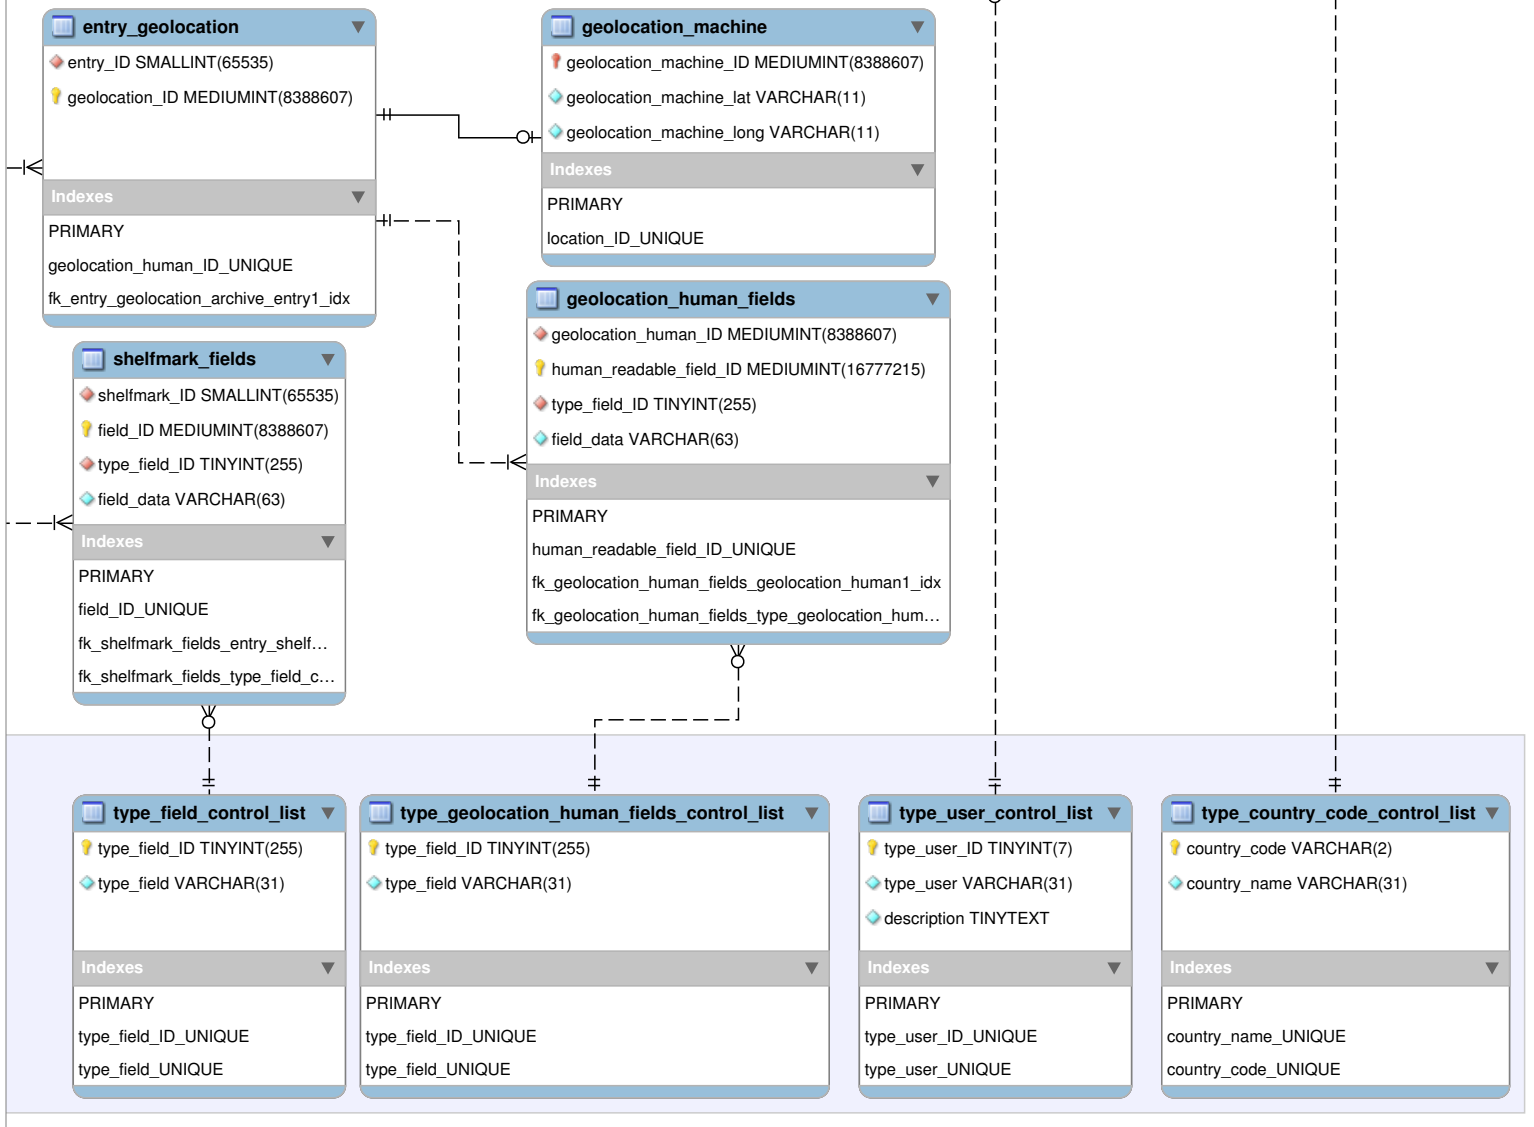 entry_geolocation
entry_ID SMALLINT(65535)
geolocation_ID MEDIUMINT(8388607)
Indexes
PRIMARY
geolocation_human_ID_UNIQUE
fk_entry_geolocation_archive_entry1_idx
geolocation_machine
geolocation_machine_ID MEDIUMINT(8388607)
geolocation_machine_lat VARCHAR(11)
geolocation_machine_long VARCHAR(11)
Indexes
PRIMARY
location_ID_UNIQUE
geolocation_human_fields
geolocation_human_ID MEDIUMINT(8388607)
human_readable_field_ID MEDIUMINT(16777215)
type_field_ID TINYINT(255)
field_data VARCHAR(63)
Indexes
PRIMARY
human_readable_field_ID_UNIQUE
fk_geolocation_human_fields_geolocation_human1_idx
fk_geolocation_human_fields_type_geolocation_hum…
shelfmark_fields
shelfmark_ID SMALLINT(65535)
field_ID MEDIUMINT(8388607)
type_field_ID TINYINT(255)
field_data VARCHAR(63)
Indexes
PRIMARY
field_ID_UNIQUE
fk_shelfmark_fields_entry_shelf…
fk_shelfmark_fields_type_field_c…
type_field_control_list
type_field_ID TINYINT(255)
type_field VARCHAR(31)
Indexes
PRIMARY
type_field_ID_UNIQUE
type_field_UNIQUE
type_geolocation_human_fields_control_list
type_field_ID TINYINT(255)
type_field VARCHAR(31)
Indexes
PRIMARY
type_field_ID_UNIQUE
type_field_UNIQUE
type_user_control_list
type_user_ID TINYINT(7)
type_user VARCHAR(31)
description TINYTEXT
Indexes
PRIMARY
type_user_ID_UNIQUE
type_user_UNIQUE
type_country_code_control_list
country_code VARCHAR(2)
country_name VARCHAR(31)
Indexes
PRIMARY
country_name_UNIQUE
country_code_UNIQUE